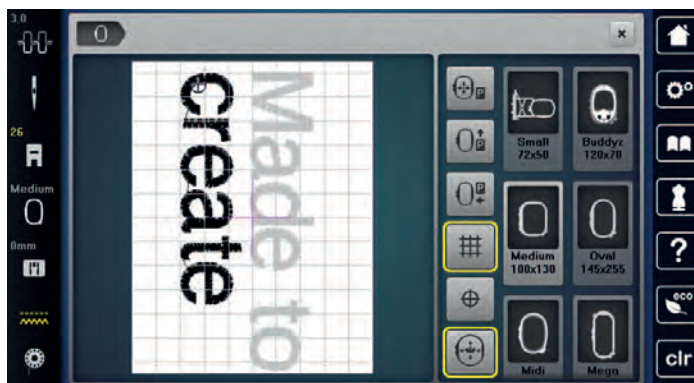 3.0
26
Medium
0mm
create
Made to
P
P
P
Small
72x50
Buddyz
120x70
Medium
100x130
Oval
145x255
Midi
Mega
?
eco
clr